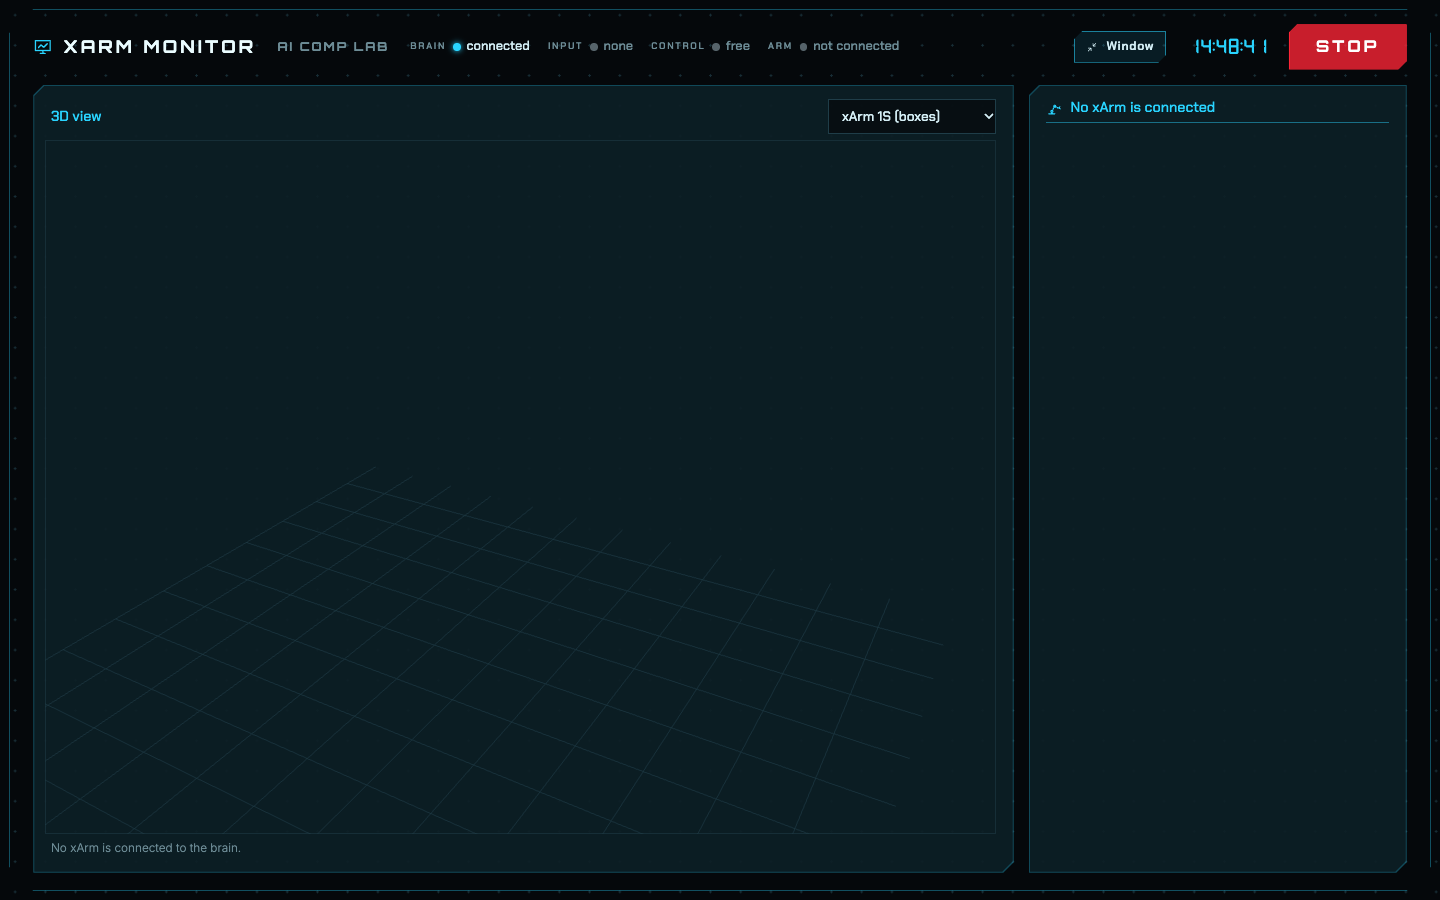 XARM MONITOR AI COMP LAB BRAIN connected INPUT none CONTROL free ARM not connected Window 14:48:41 STOP
3D view xArm 1S (boxes)
No xArm is connected to the brain.
No xArm is connected